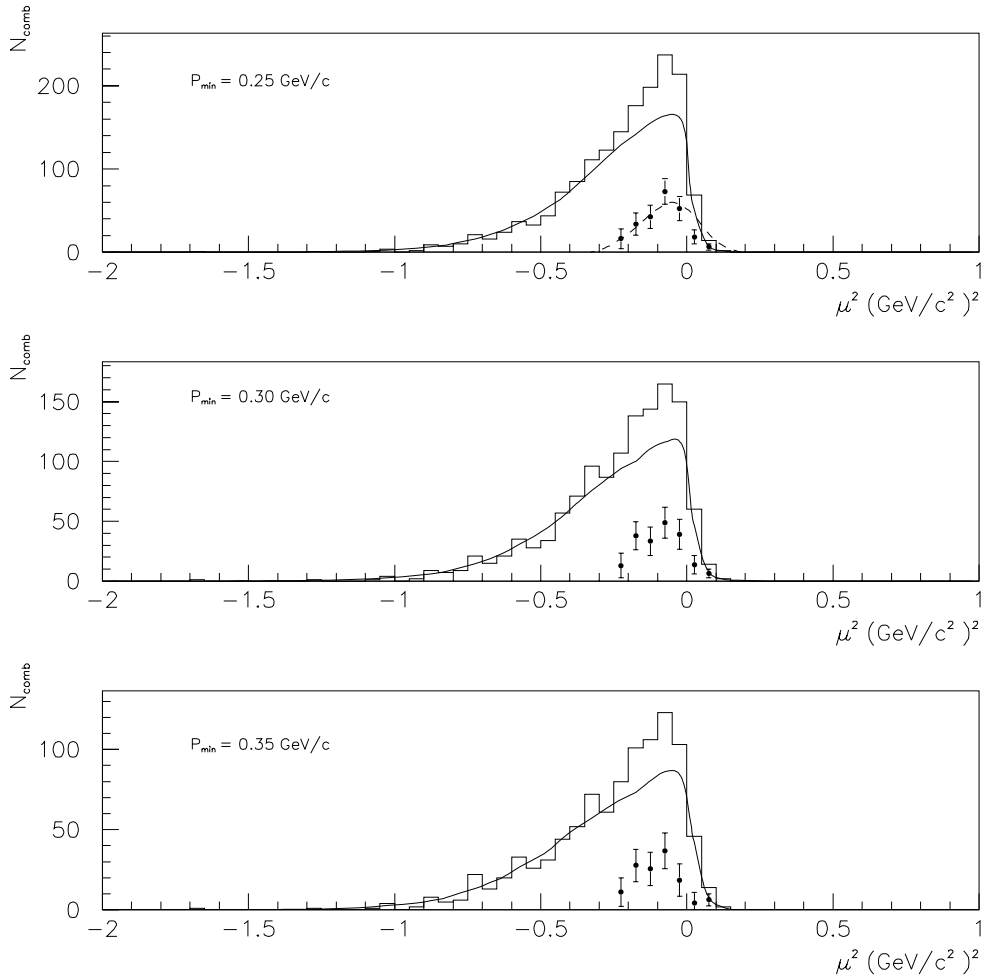 N_comb
P_min = 0.25 GeV/c
200
100
0
−2 −1.5 −1 −0.5 0 0.5 1
μ² (GeV/c² )²
N_comb
P_min = 0.30 GeV/c
150
100
50
0
−2 −1.5 −1 −0.5 0 0.5 1
μ² (GeV/c² )²
N_comb
P_min = 0.35 GeV/c
100
50
0
−2 −1.5 −1 −0.5 0 0.5 1
μ² (GeV/c² )²